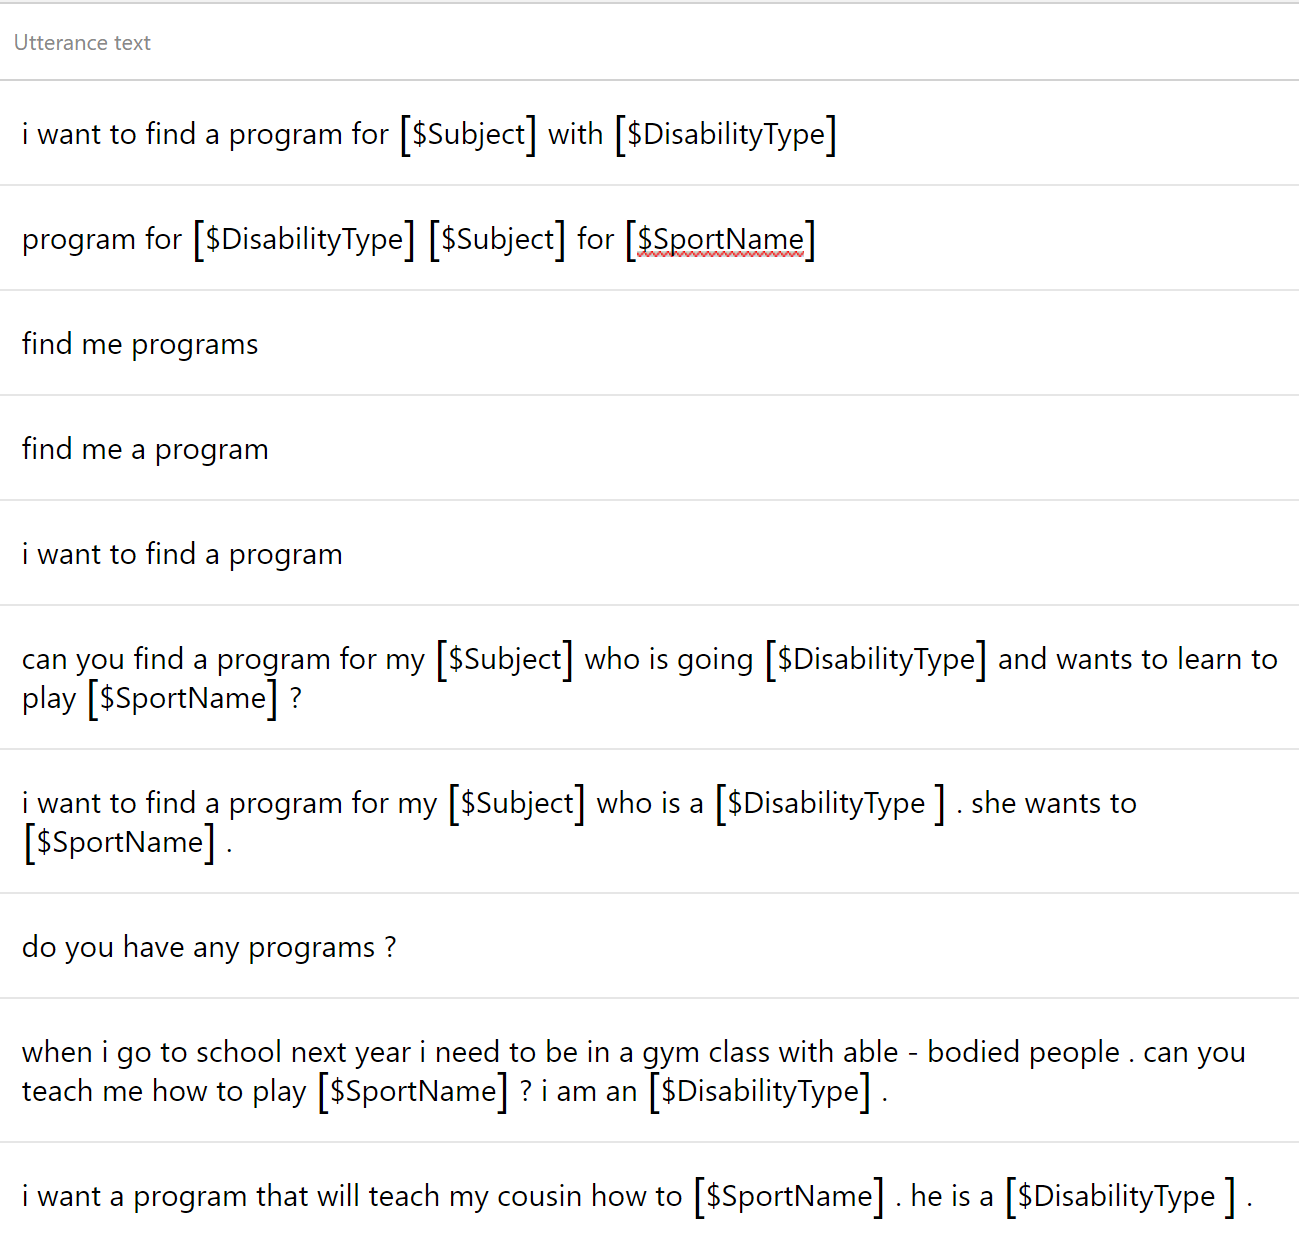 Utterance text
i want to find a program for [$Subject] with [$DisabilityType]
program for [$DisabilityType] [$Subject] for [$SportName]
find me programs
find me a program
i want to find a program
can you find a program for my [$Subject] who is going [$DisabilityType] and wants to learn to
play [$SportName] ?
i want to find a program for my [$Subject] who is a [$DisabilityType ] . she wants to
[$SportName] .
do you have any programs ?
when i go to school next year i need to be in a gym class with able - bodied people . can you
teach me how to play [$SportName] ? i am an [$DisabilityType] .
i want a program that will teach my cousin how to [$SportName] . he is a [$DisabilityType ] .